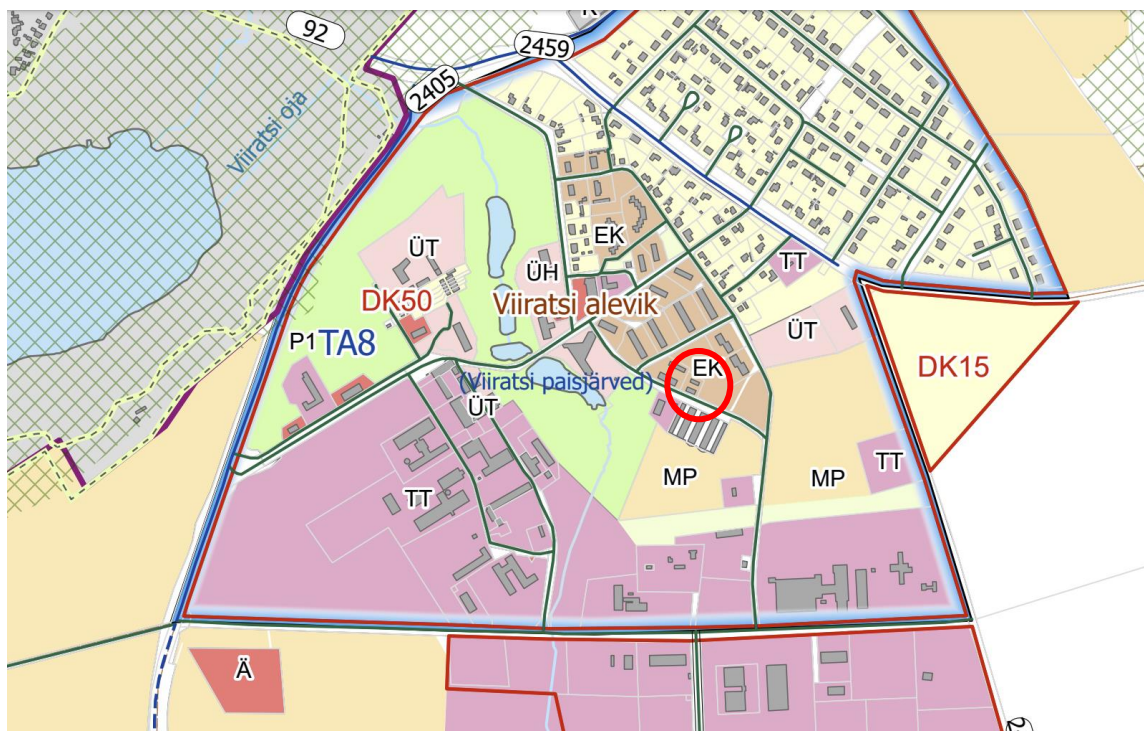 92
2459
2405
Viiratsi oja
EK
TT
ÜT
ÜH
DK50
Viiratsi alevik
ÜT
P1
TA8
DK15
EK
(Viiratsi paisjärved)
ÜT
TT
MP
MP
TT
Ä